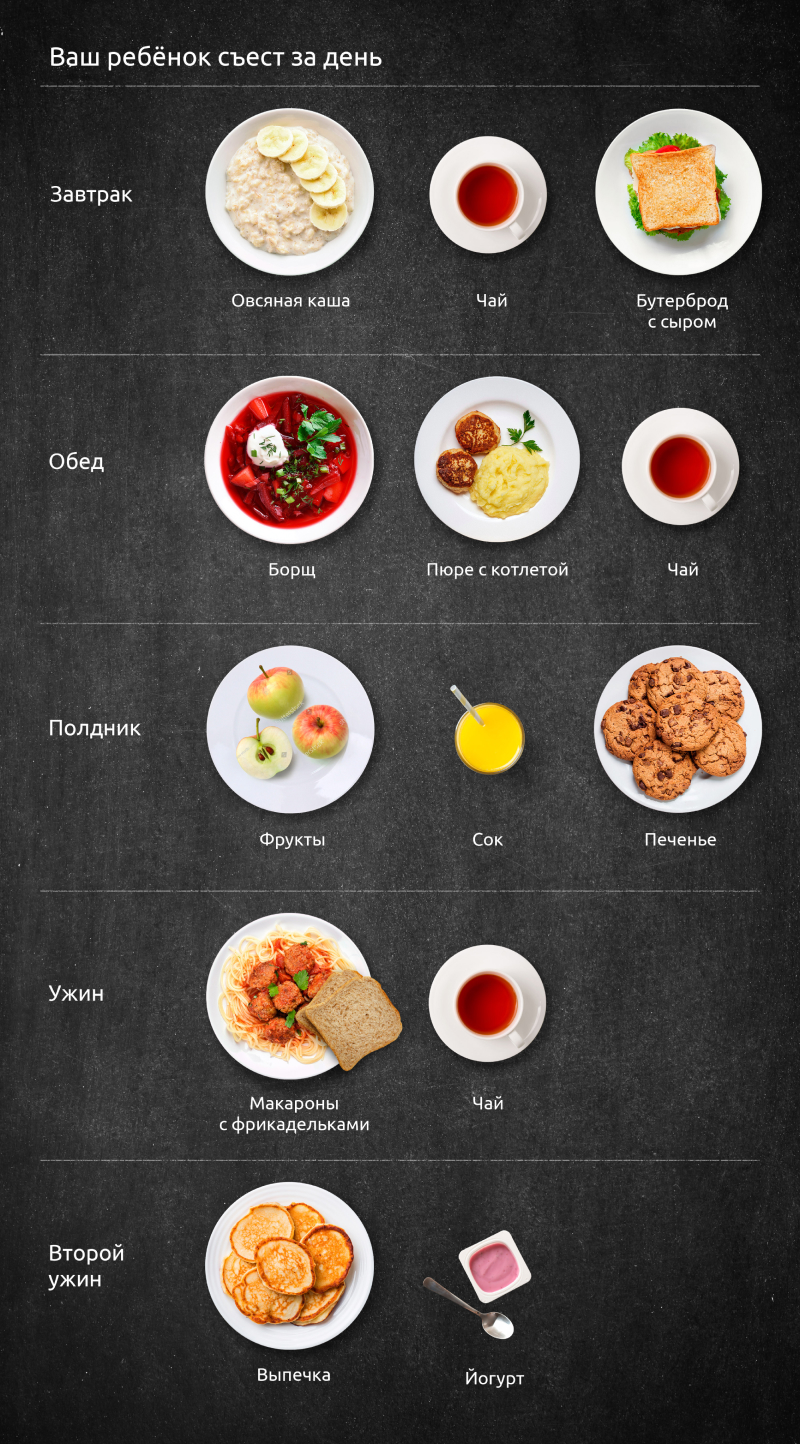 Ваш ребёнок съест за день
Завтрак
Овсяная каша
Чай
Бутерброд
с сыром
Обед
Борщ
Пюре с котлетой
Чай
Полдник
Фрукты
Сок
Печенье
Ужин
Макароны
с фрикадельками
Чай
Второй
ужин
Выпечка
Йогурт